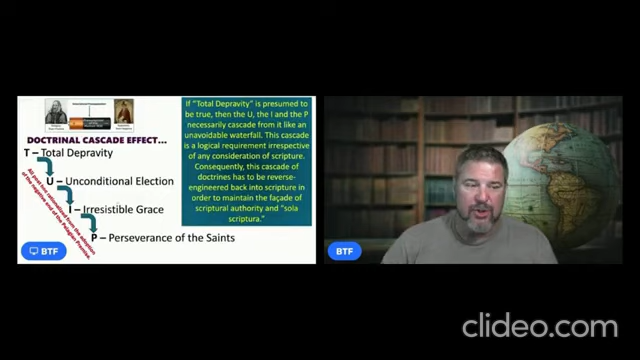 DOCTRINAL CASCADE EFFECT...
T – Total Depravity
U – Unconditional Election
I – Irresistible Grace
P – Perseverance of the Saints
If "Total Depravity" is presumed to
be true, then the U, the I and the P
necessarily cascade from it like an
unavoidable waterfall. This cascade
is a logical requirement irrespective
of any consideration of scripture.
Consequently, this cascade of
doctrines has to be reverse-
engineered back into scripture in
order to maintain the façade of
scriptural authority and "sola
scriptura."
BTF
BTF
clideo.com